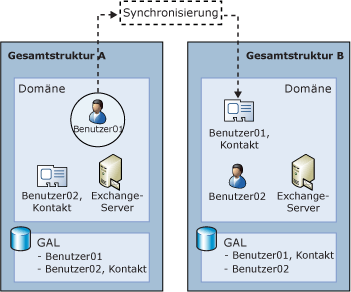 Synchronisierung
Gesamtstruktur A
Domäne
Benutzer01
Benutzer02,
Kontakt
Exchange-
Server
GAL
- Benutzer01
- Benutzer02, Kontakt
Gesamtstruktur B
Domäne
Benutzer01,
Kontakt
Benutzer02
Exchange-
Server
GAL
- Benutzer01, Kontakt
- Benutzer02